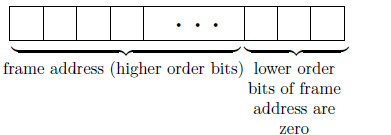 . . .
frame address (higher order bits)
lower order
bits of frame
address are
zero